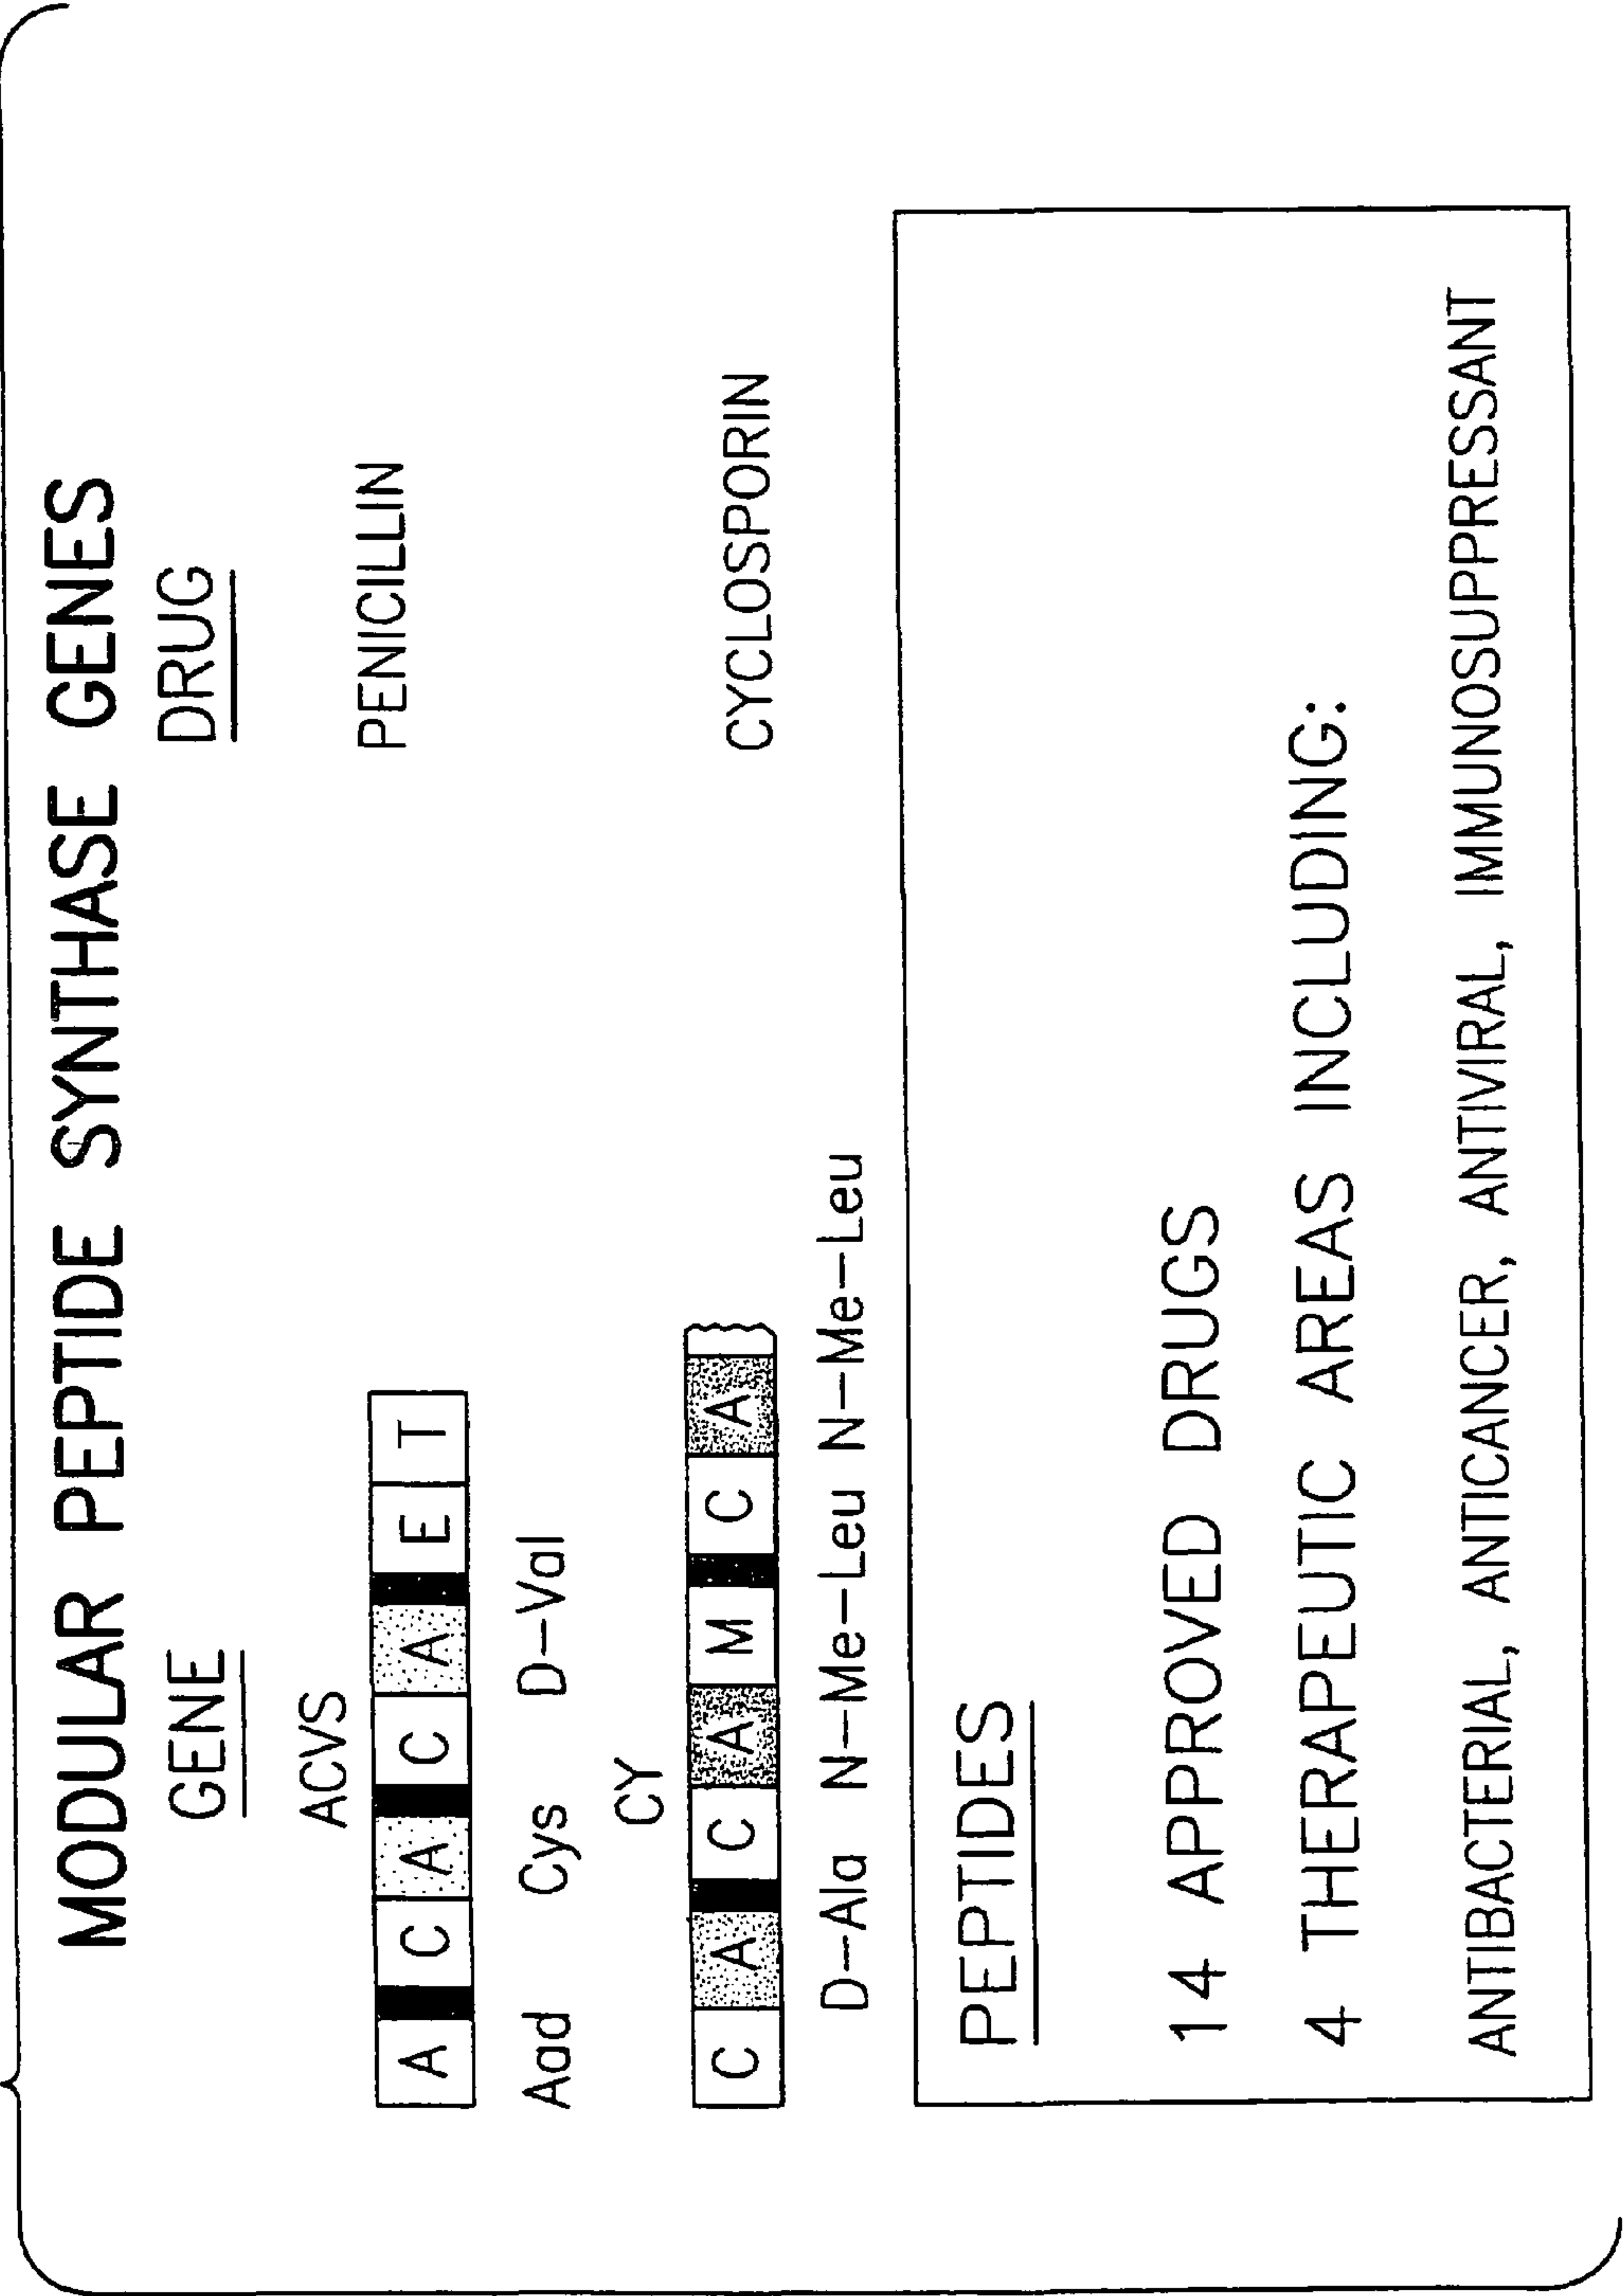 MODULAR PEPTIDE SYNTHASE GENES
GENE DRUG
ACVS
A C A C A E T PENICILLIN
Aad Cys D-Val
CY
C A C A M C A CYCLOSPORIN
D-Ala N-Me-Leu N-Me-Leu
PEPTIDES
14 APPROVED DRUGS
4 THERAPEUTIC AREAS INCLUDING:
ANTIBACTERIAL, ANTICANCER, ANTIVIRAL, IMMUNOSUPPRESSANT